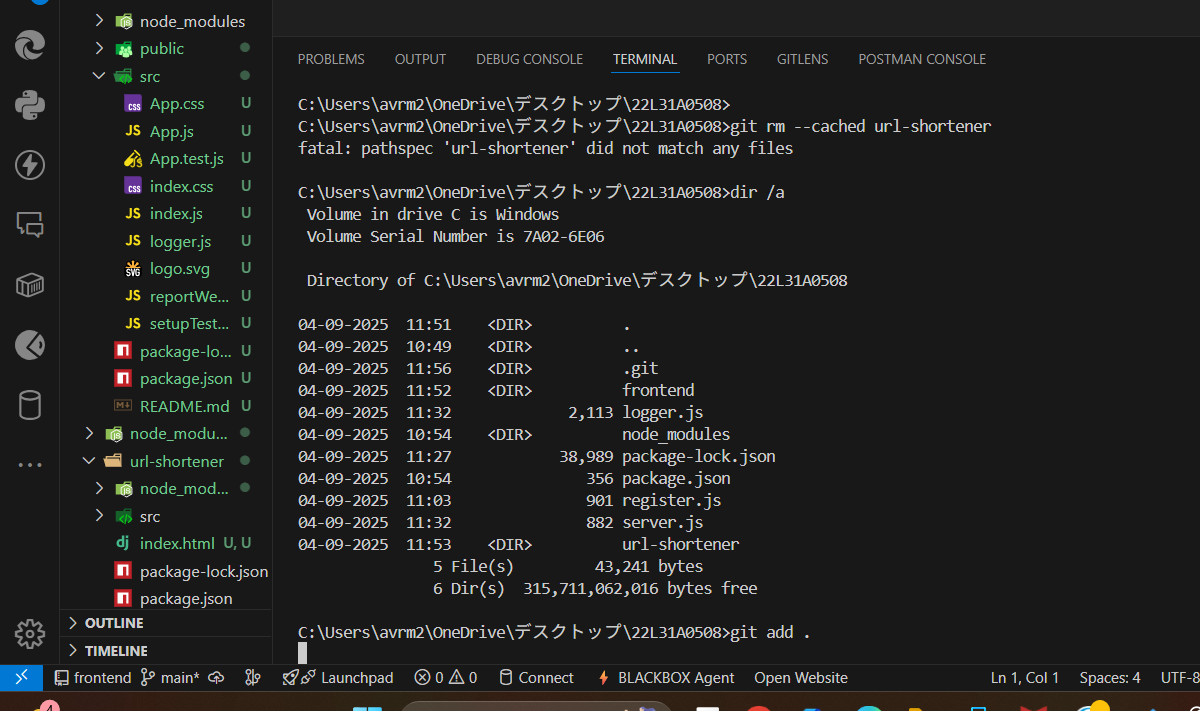 node_modules
public
src
App.css U
JS App.js U
App.test.js U
index.css U
JS index.js U
JS logger.js U
SVG logo.svg U
JS reportWe... U
JS setupTest... U
package-lo... U
package.json U
README.md U
node_modu...
url-shortener
node_mod...
src
dj index.html U, U
package-lock.json
package.json
OUTLINE
TIMELINE
PROBLEMS OUTPUT DEBUG CONSOLE TERMINAL PORTS GITLENS POSTMAN CONSOLE
C:\Users\avrm2\OneDrive\デスクトップ\22L31A0508>
C:\Users\avrm2\OneDrive\デスクトップ\22L31A0508>git rm --cached url-shortener
fatal: pathspec 'url-shortener' did not match any files
C:\Users\avrm2\OneDrive\デスクトップ\22L31A0508>dir /a
Volume in drive C is Windows
Volume Serial Number is 7A02-6E06
Directory of C:\Users\avrm2\OneDrive\デスクトップ\22L31A0508
04-09-2025 11:51 <DIR> .
04-09-2025 10:49 <DIR> ..
04-09-2025 11:56 <DIR> .git
04-09-2025 11:52 <DIR> frontend
04-09-2025 11:32 2,113 logger.js
04-09-2025 10:54 <DIR> node_modules
04-09-2025 11:27 38,989 package-lock.json
04-09-2025 10:54 356 package.json
04-09-2025 11:03 901 register.js
04-09-2025 11:32 882 server.js
04-09-2025 11:53 <DIR> url-shortener
5 File(s) 43,241 bytes
6 Dir(s) 315,711,062,016 bytes free
C:\Users\avrm2\OneDrive\デスクトップ\22L31A0508>git add .
frontend main* Launchpad 0 0 Connect BLACKBOX Agent Open Website Ln 1, Col 1 Spaces: 4 UTF-8
4